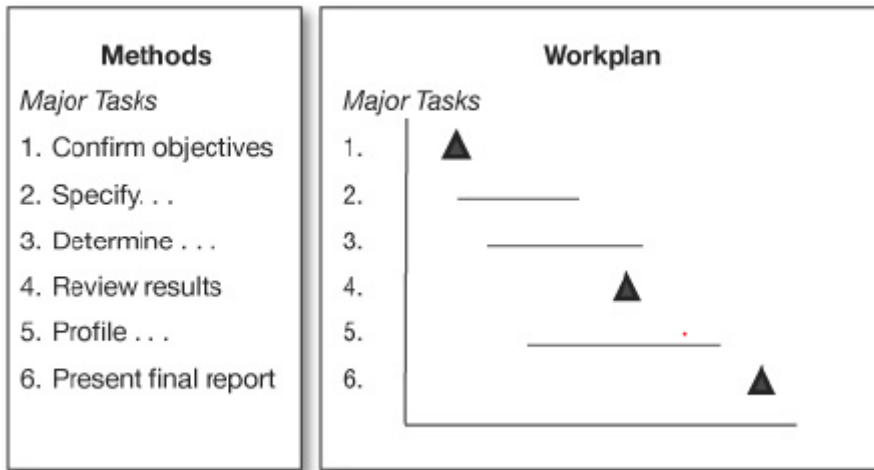 Methods
Major Tasks
1. Confirm objectives
2. Specify. . .
3. Determine . . .
4. Review results
5. Profile . . .
6. Present final report
Workplan
Major Tasks
1.
2.
3.
4.
5.
6.